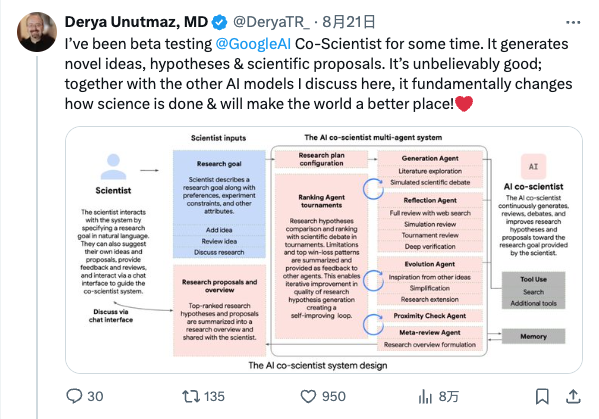 Derya Unutmaz, MD @DeryaTR_ · 8月21日
I've been beta testing @GoogleAI Co-Scientist for some time. It generates
novel ideas, hypotheses & scientific proposals. It's unbelievably good;
together with the other AI models I discuss here, it fundamentally changes
how science is done & will make the world a better place!❤️
Scientist inputs
The AI co-scientist multi-agent system
Scientist
The scientist interacts
with the system by
specifying a research
goal in natural language.
They can also suggest
their own ideas and
proposals, provide
feedback and reviews,
and interact via a chat
interface to guide the
co-scientist system.
Discuss via
chat interface
Research goal
Scientist describes a
research goal along with
preferences, experiment
constraints, and other
attributes.
Add idea
Review idea
Discuss research
Research proposals and
overview
Top-ranked research
hypotheses and proposals
are summarized into a
research overview and
shared with the scientist.
Research plan
configuration
Ranking Agent
tournaments
Research hypotheses
comparison and ranking
with scientific debate in
tournaments. Limitations
and top win-loss patterns
are summarized and
provided as feedback to
other agents. This enables
iterative improvement in
quality of research
hypothesis generation
creating a
self-improving loop.
Generation Agent
Literature exploration
Simulated scientific debate
Reflection Agent
Full review with web search
Simulation review
Tournament review
Deep verification
Evolution Agent
Inspiration from other ideas
Simplification
Research extension
Proximity Check Agent
Meta-review Agent
Research overview formulation
AI
AI co-scientist
The AI co-scientist
continuously generates,
reviews, debates, and
improves research
hypotheses and
proposals toward the
research goal provided
by the scientist.
Tool Use
Search
Additional tools
Memory
The AI co-scientist system design
30
135
950
8万